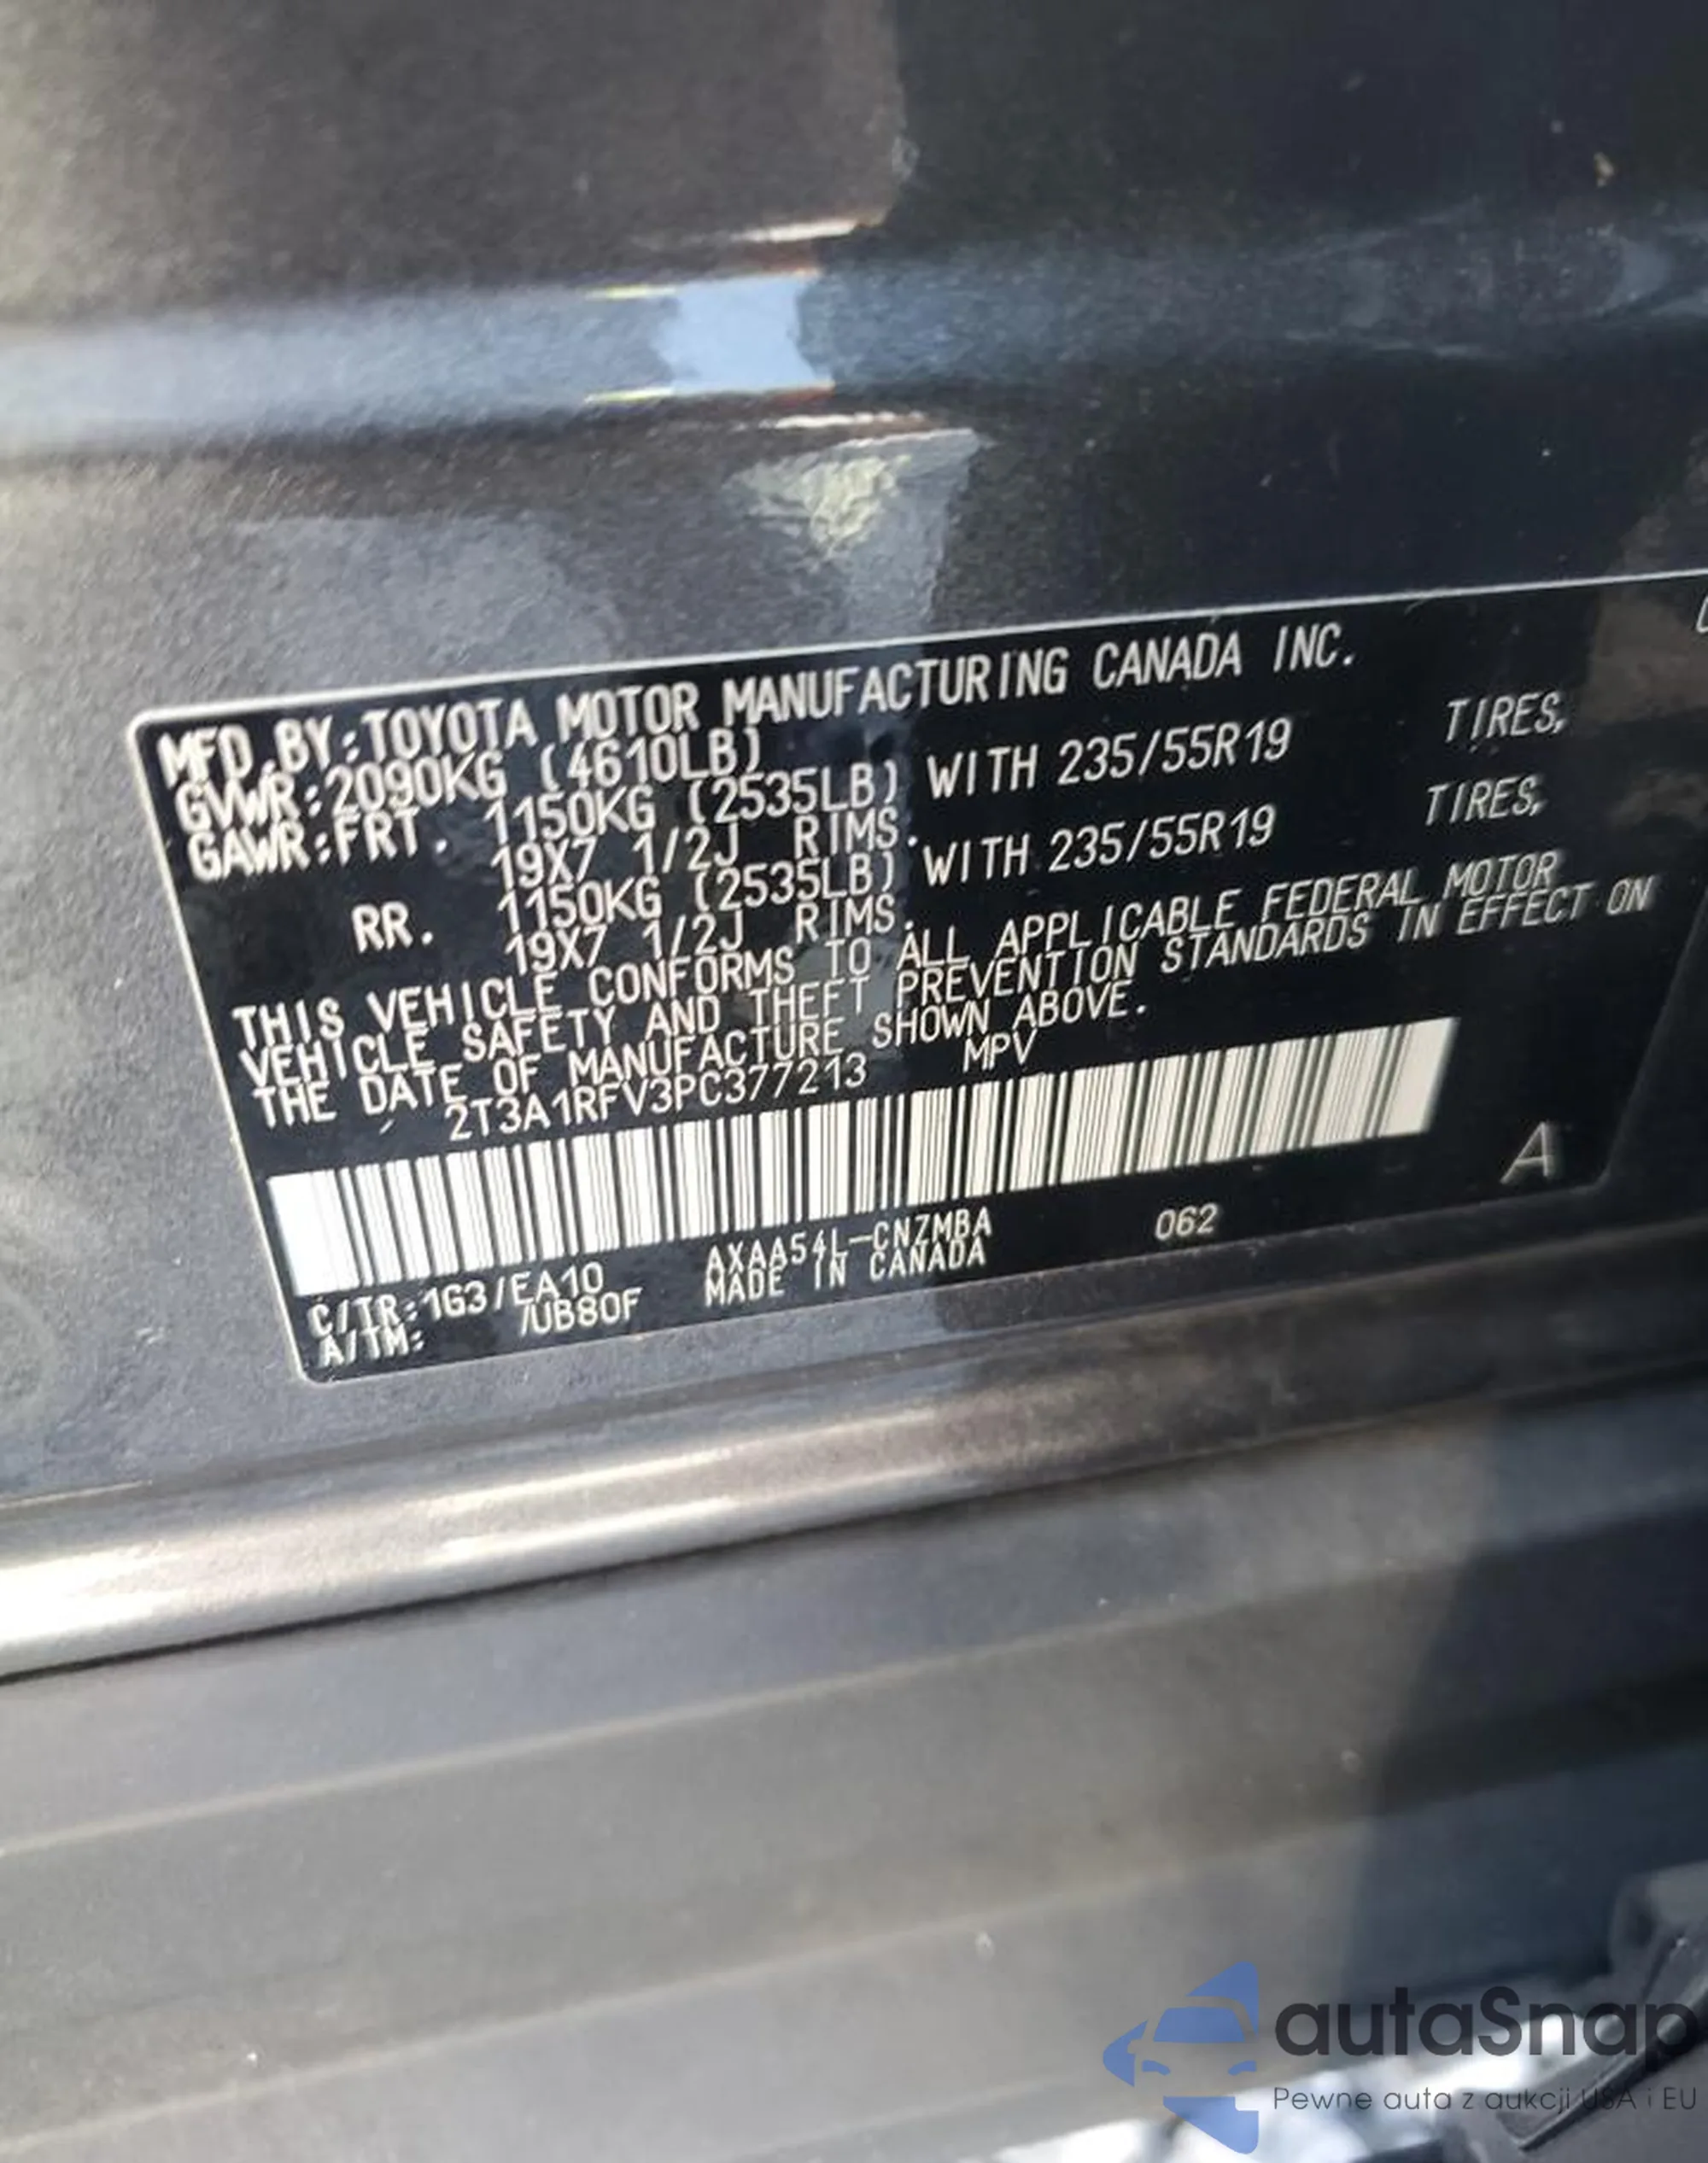 MFD.BY:TOYOTA MOTOR MANUFACTURING CANADA INC.
GVWR:2090KG (4610LB)
GAWR:FRT. 1150KG (2535LB) WITH 235/55R19 TIRES,
19X7 1/2J RIMS.
RR. 1150KG (2535LB) WITH 235/55R19 TIRES,
19X7 1/2J RIMS.
THIS VEHICLE CONFORMS TO ALL APPLICABLE FEDERAL MOTOR
VEHICLE SAFETY AND THEFT PREVENTION STANDARDS IN EFFECT ON
THE DATE OF MANUFACTURE SHOWN ABOVE.
2T3A1RFV3PC377213 MPV
A
C/TR:1G3/EA10 AXAA54L-CNZMBA 062
A/TM: /UB80F MADE IN CANADA
autaSnap
Pewne auta z aukcji USA i EU